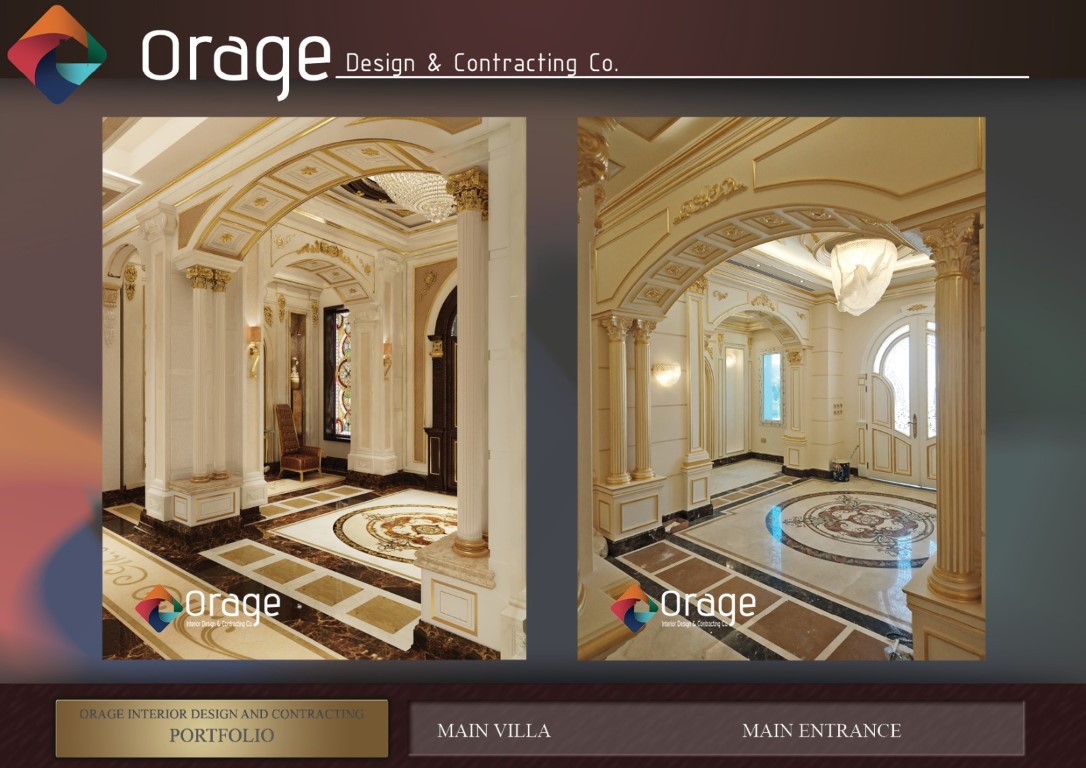 Orage Design & Contracting Co.
Orage
Interior Design & Contracting Co.
Orage
Interior Design & Contracting Co.
ORAGE INTERIOR DESIGN AND CONTRACTING
PORTFOLIO
MAIN VILLA
MAIN ENTRANCE